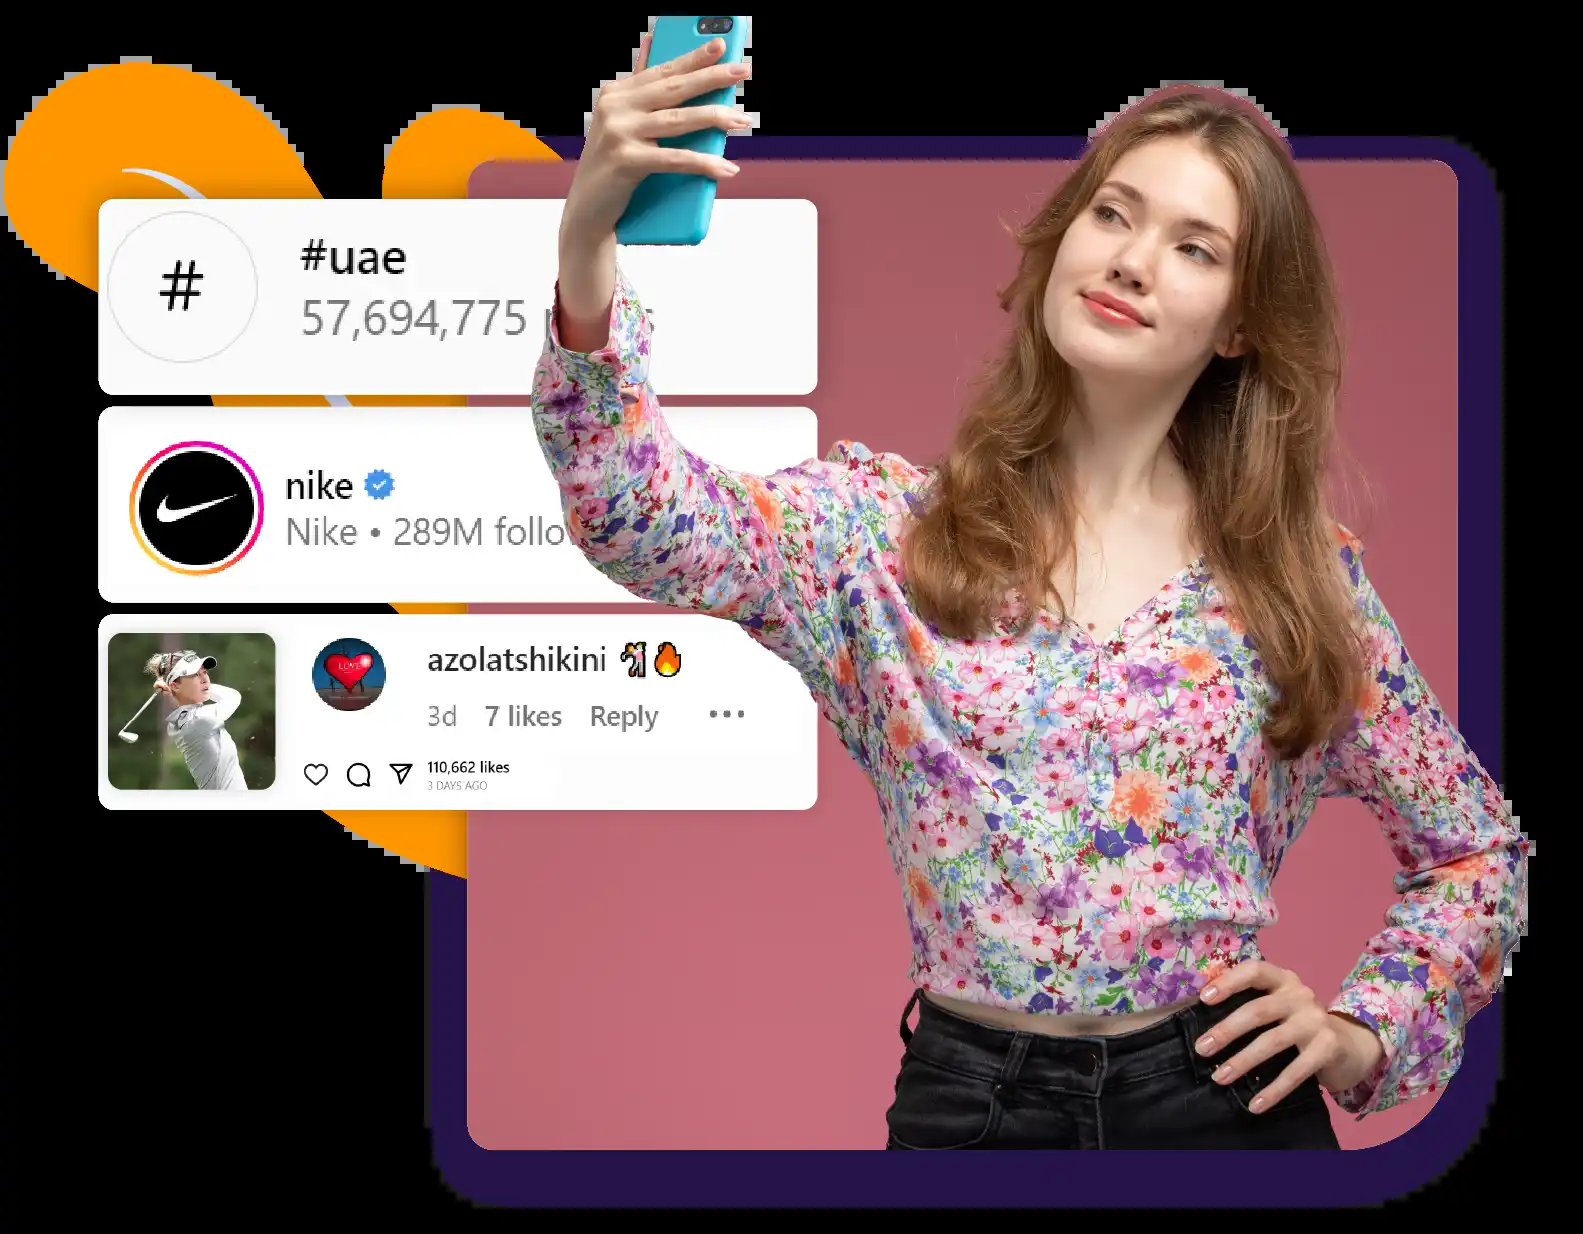 #
#uae
57,694,775
nike
Nike • 289M follo
azolatshikini 🏌️🔥
3d 7 likes Reply •••
110,662 likes
3 DAYS AGO
LOVE